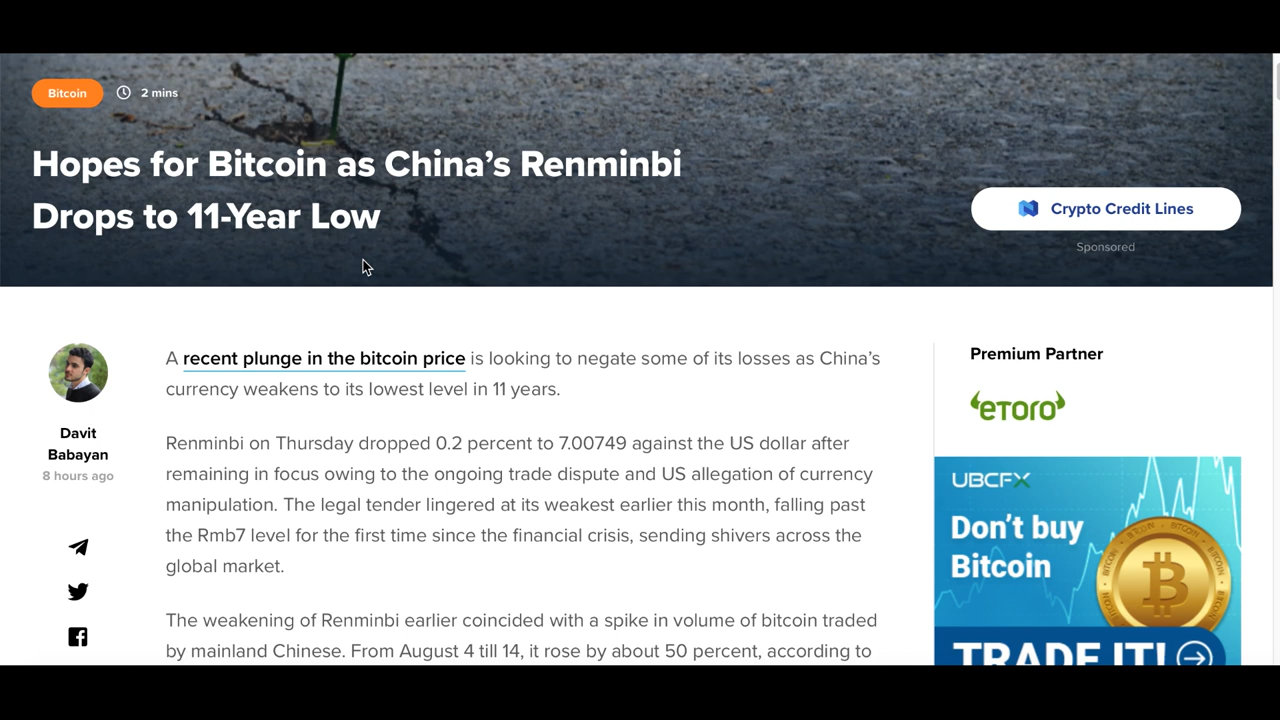 Bitcoin
2 mins
Hopes for Bitcoin as China’s Renminbi
Drops to 11-Year Low
Crypto Credit Lines
Sponsored
Davit
Babayan
8 hours ago
A recent plunge in the bitcoin price is looking to negate some of its losses as China’s
currency weakens to its lowest level in 11 years.
Renminbi on Thursday dropped 0.2 percent to 7.00749 against the US dollar after
remaining in focus owing to the ongoing trade dispute and US allegation of currency
manipulation. The legal tender lingered at its weakest earlier this month, falling past
the Rmb7 level for the first time since the financial crisis, sending shivers across the
global market.
The weakening of Renminbi earlier coincided with a spike in volume of bitcoin traded
by mainland Chinese. From August 4 till 14, it rose by about 50 percent, according to
Premium Partner
eToro
UBCFX
Don’t buy
Bitcoin
TRADE IT!